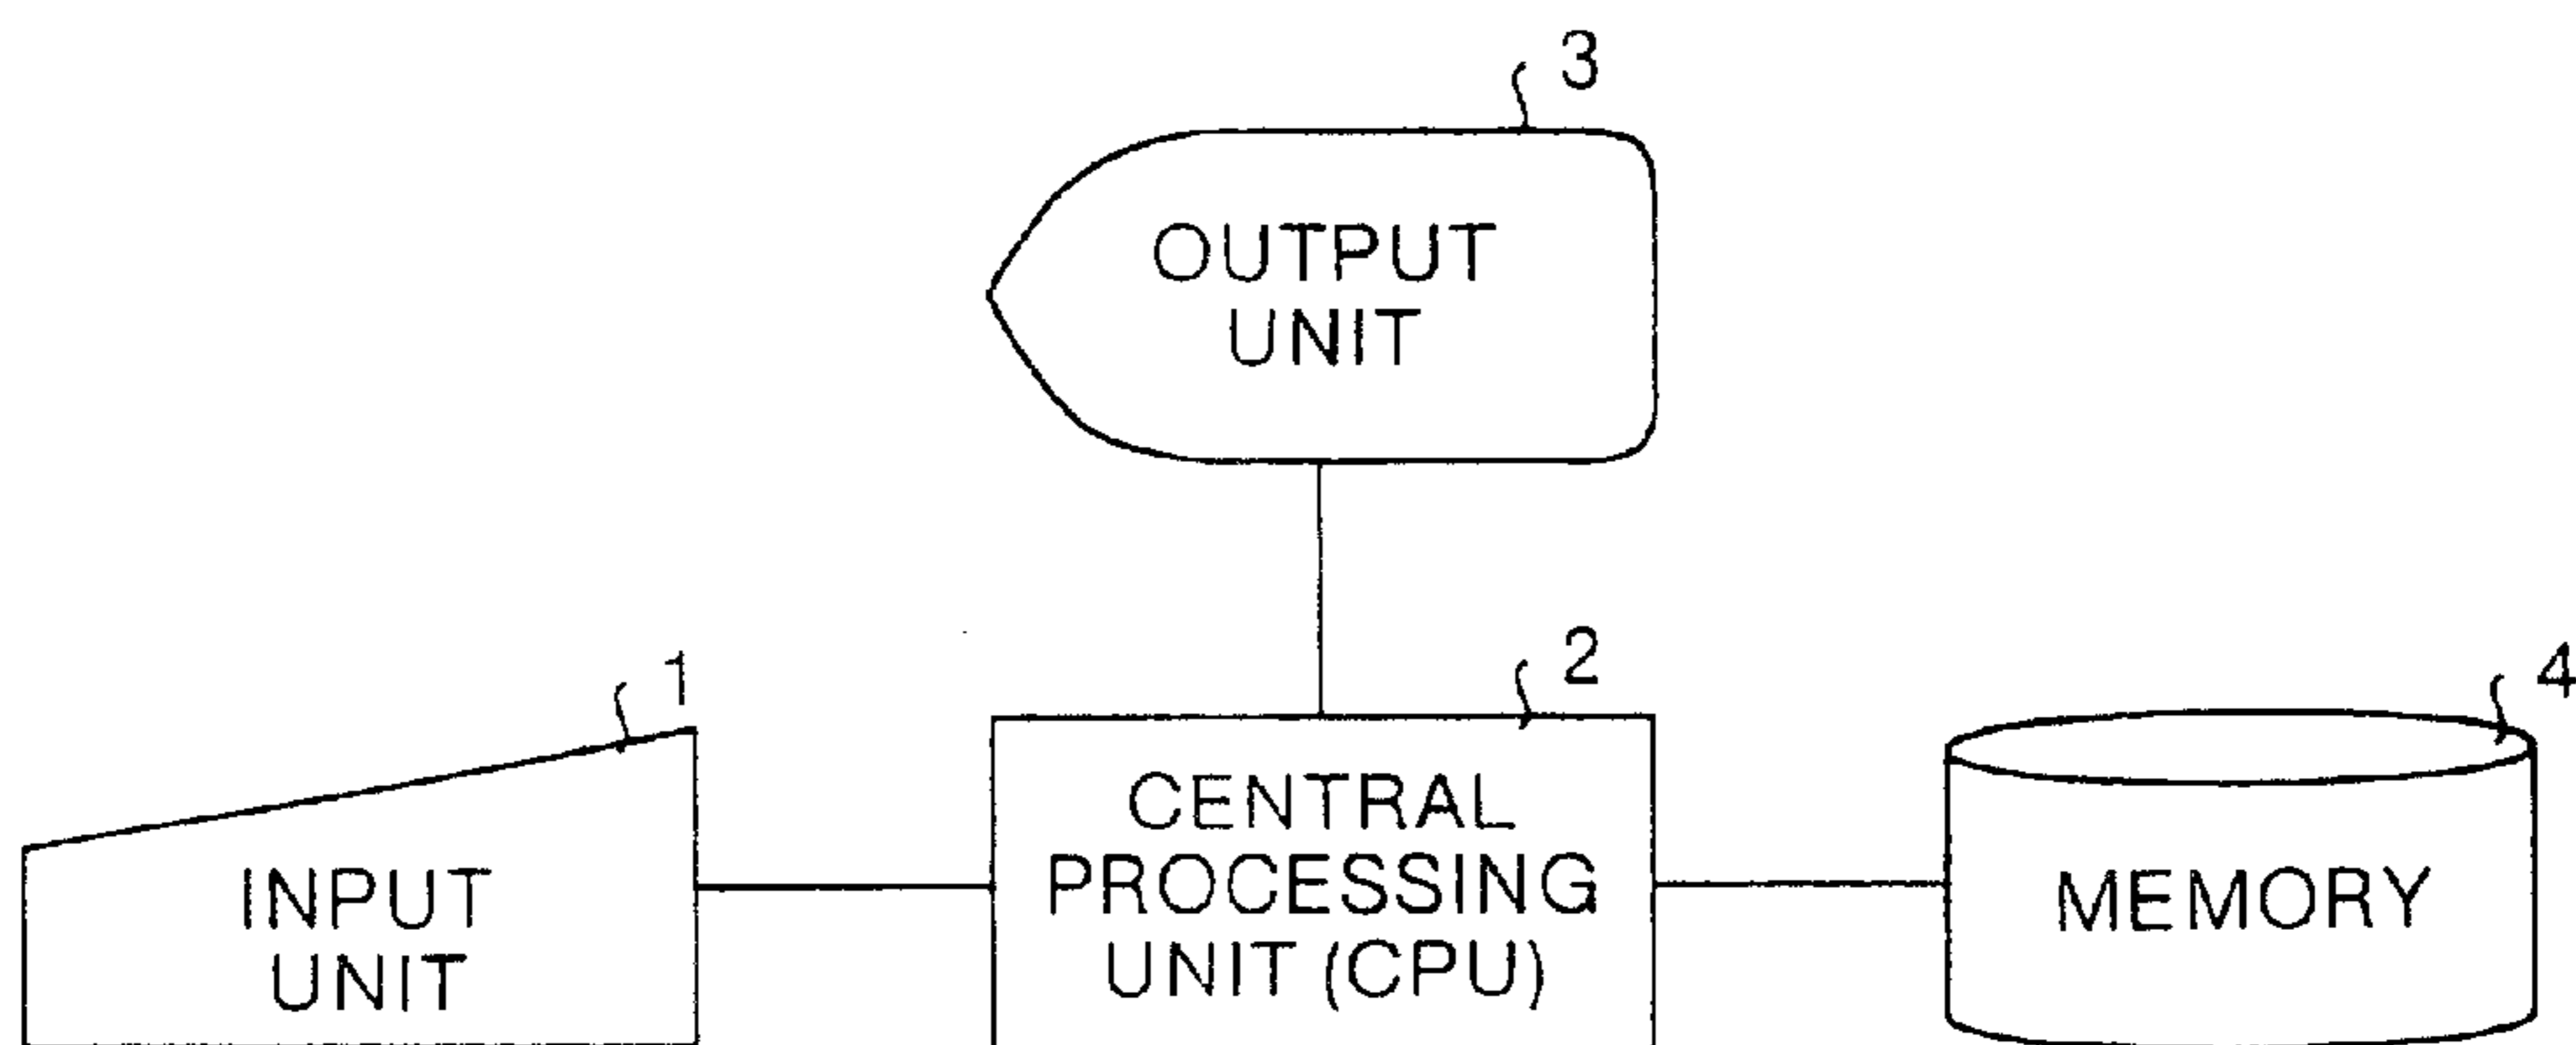 3
OUTPUT
UNIT
1
2
4
CENTRAL
PROCESSING
UNIT (CPU)
INPUT
UNIT
MEMORY